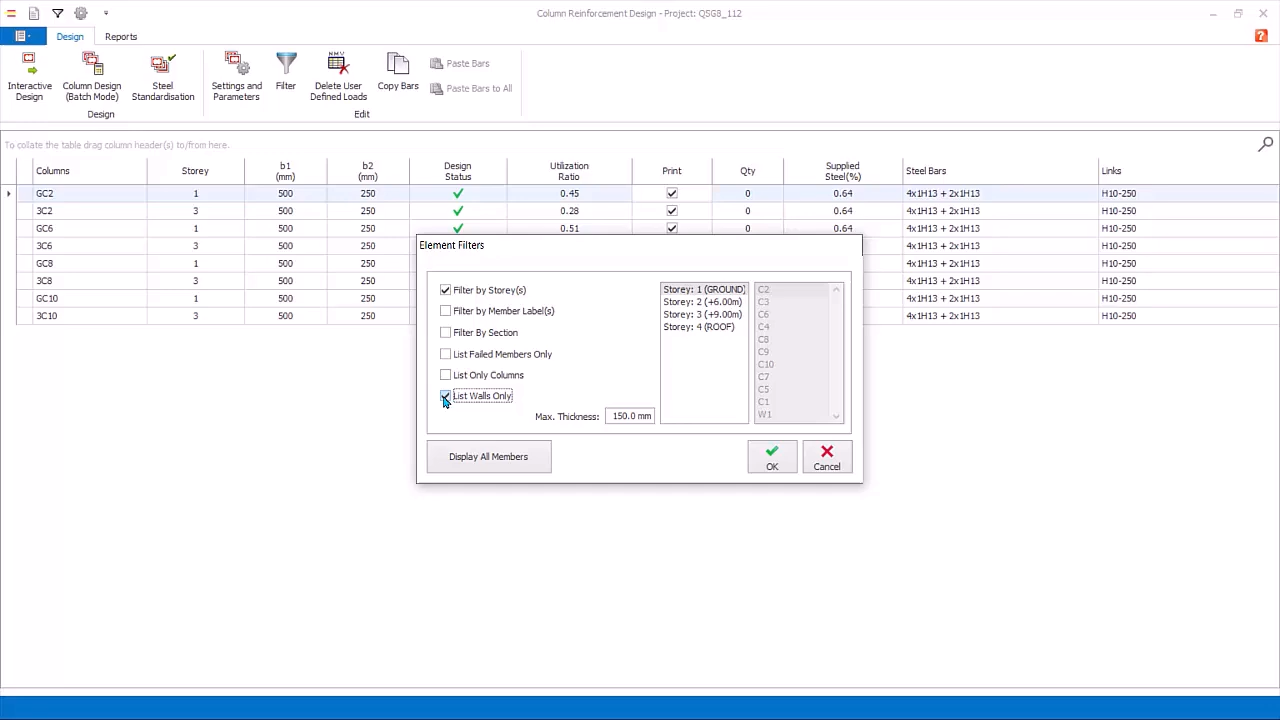 Column Reinforcement Design - Project: QSG8_112
Design
Reports
Interactive Design
Column Design (Batch Mode)
Steel Standardisation
Settings and Parameters
Filter
Delete User Defined Loads
Copy Bars
Paste Bars
Paste Bars to All
Design
Edit
To collate the table drag column header(s) to/from here.
Columns Storey b1 (mm) b2 (mm) Design Status Utilization Ratio Print Qty Supplied Steel(%) Steel Bars Links
GC2 1 500 250 0.45 0 0.64 4x1H13 + 2x1H13 H10-250
3C2 3 500 250 0.28 0 0.64 4x1H13 + 2x1H13 H10-250
GC6 1 500 250 0.51 0 0.64 4x1H13 + 2x1H13 H10-250
3C6 3 500 250 4x1H13 + 2x1H13 H10-250
GC8 1 500 250 4x1H13 + 2x1H13 H10-250
3C8 3 500 250 4x1H13 + 2x1H13 H10-250
GC10 1 500 250 4x1H13 + 2x1H13 H10-250
3C10 3 500 250 4x1H13 + 2x1H13 H10-250
Element Filters
Filter by Storey(s)
Filter by Member Label(s)
Filter By Section
List Failed Members Only
List Only Columns
List Walls Only
Max. Thickness: 150.0 mm
Storey: 1 (GROUND)
Storey: 2 (+6.00m)
Storey: 3 (+9.00m)
Storey: 4 (ROOF)
C2
C3
C6
C4
C8
C9
C10
C7
C5
C1
W1
Display All Members
OK
Cancel